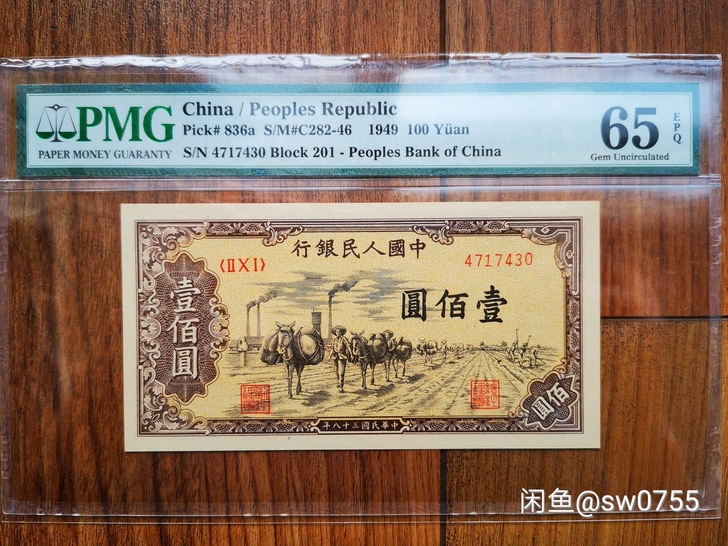 PMG
PAPER MONEY GUARANTY
China / Peoples Republic
Pick# 836a S/M#C282-46 1949 100 Yüan
S/N 4717430 Block 201 - Peoples Bank of China
65 EPQ
Gem Uncirculated
行銀民人國中
〈ⅡⅩⅠ〉
4717430
圓佰壹
壹佰圓
佰圓
年八十三國民華中
闲鱼@sw0755